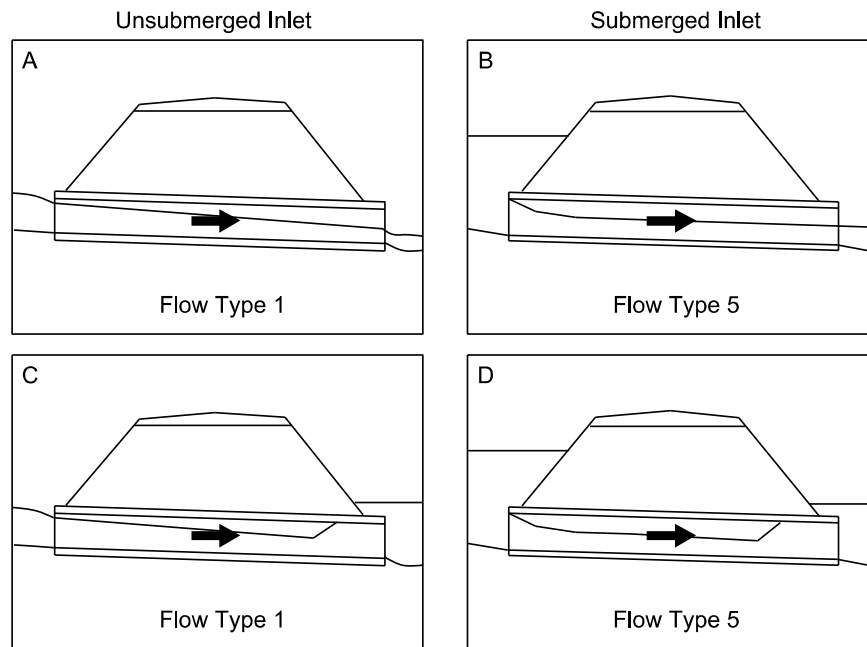 Unsubmerged Inlet
Submerged Inlet
A
Flow Type 1
B
Flow Type 5
C
Flow Type 1
D
Flow Type 5